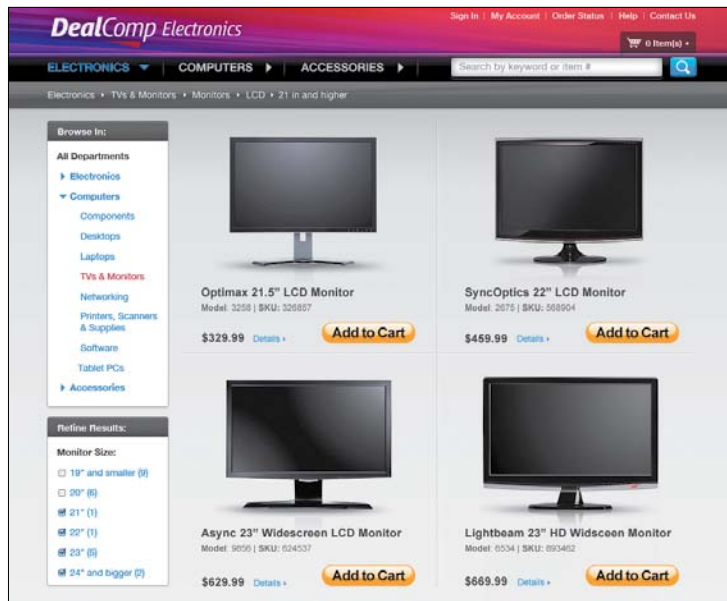 DealComp Electronics
Sign In | My Account | Order Status | Help | Contact Us
0 Item(s)
ELECTRONICS COMPUTERS ACCESSORIES
Search by keyword or item #
Electronics TVs & Monitors Monitors LCD 21 in and higher
Browse In:
All Departments
Electronics
Computers
Components
Desktops
Laptops
TVs & Monitors
Networking
Printers, Scanners
& Supplies
Software
Tablet PCs
Accessories
Refine Results:
Monitor Size:
19" and smaller (9)
20" (6)
21" (1)
22" (1)
23" (5)
24" and bigger (2)
Optimax 21.5" LCD Monitor
Model: 3258 | SKU: 326857
$329.99 Details Add to Cart
SyncOptics 22" LCD Monitor
Model: 2675 | SKU: 568904
$459.99 Details Add to Cart
Async 23" Widescreen LCD Monitor
Model: 9856 | SKU: 624537
$629.99 Details Add to Cart
Lightbeam 23" HD Widsceen Monitor
Model: 6534 | SKU: 893462
$669.99 Details Add to Cart